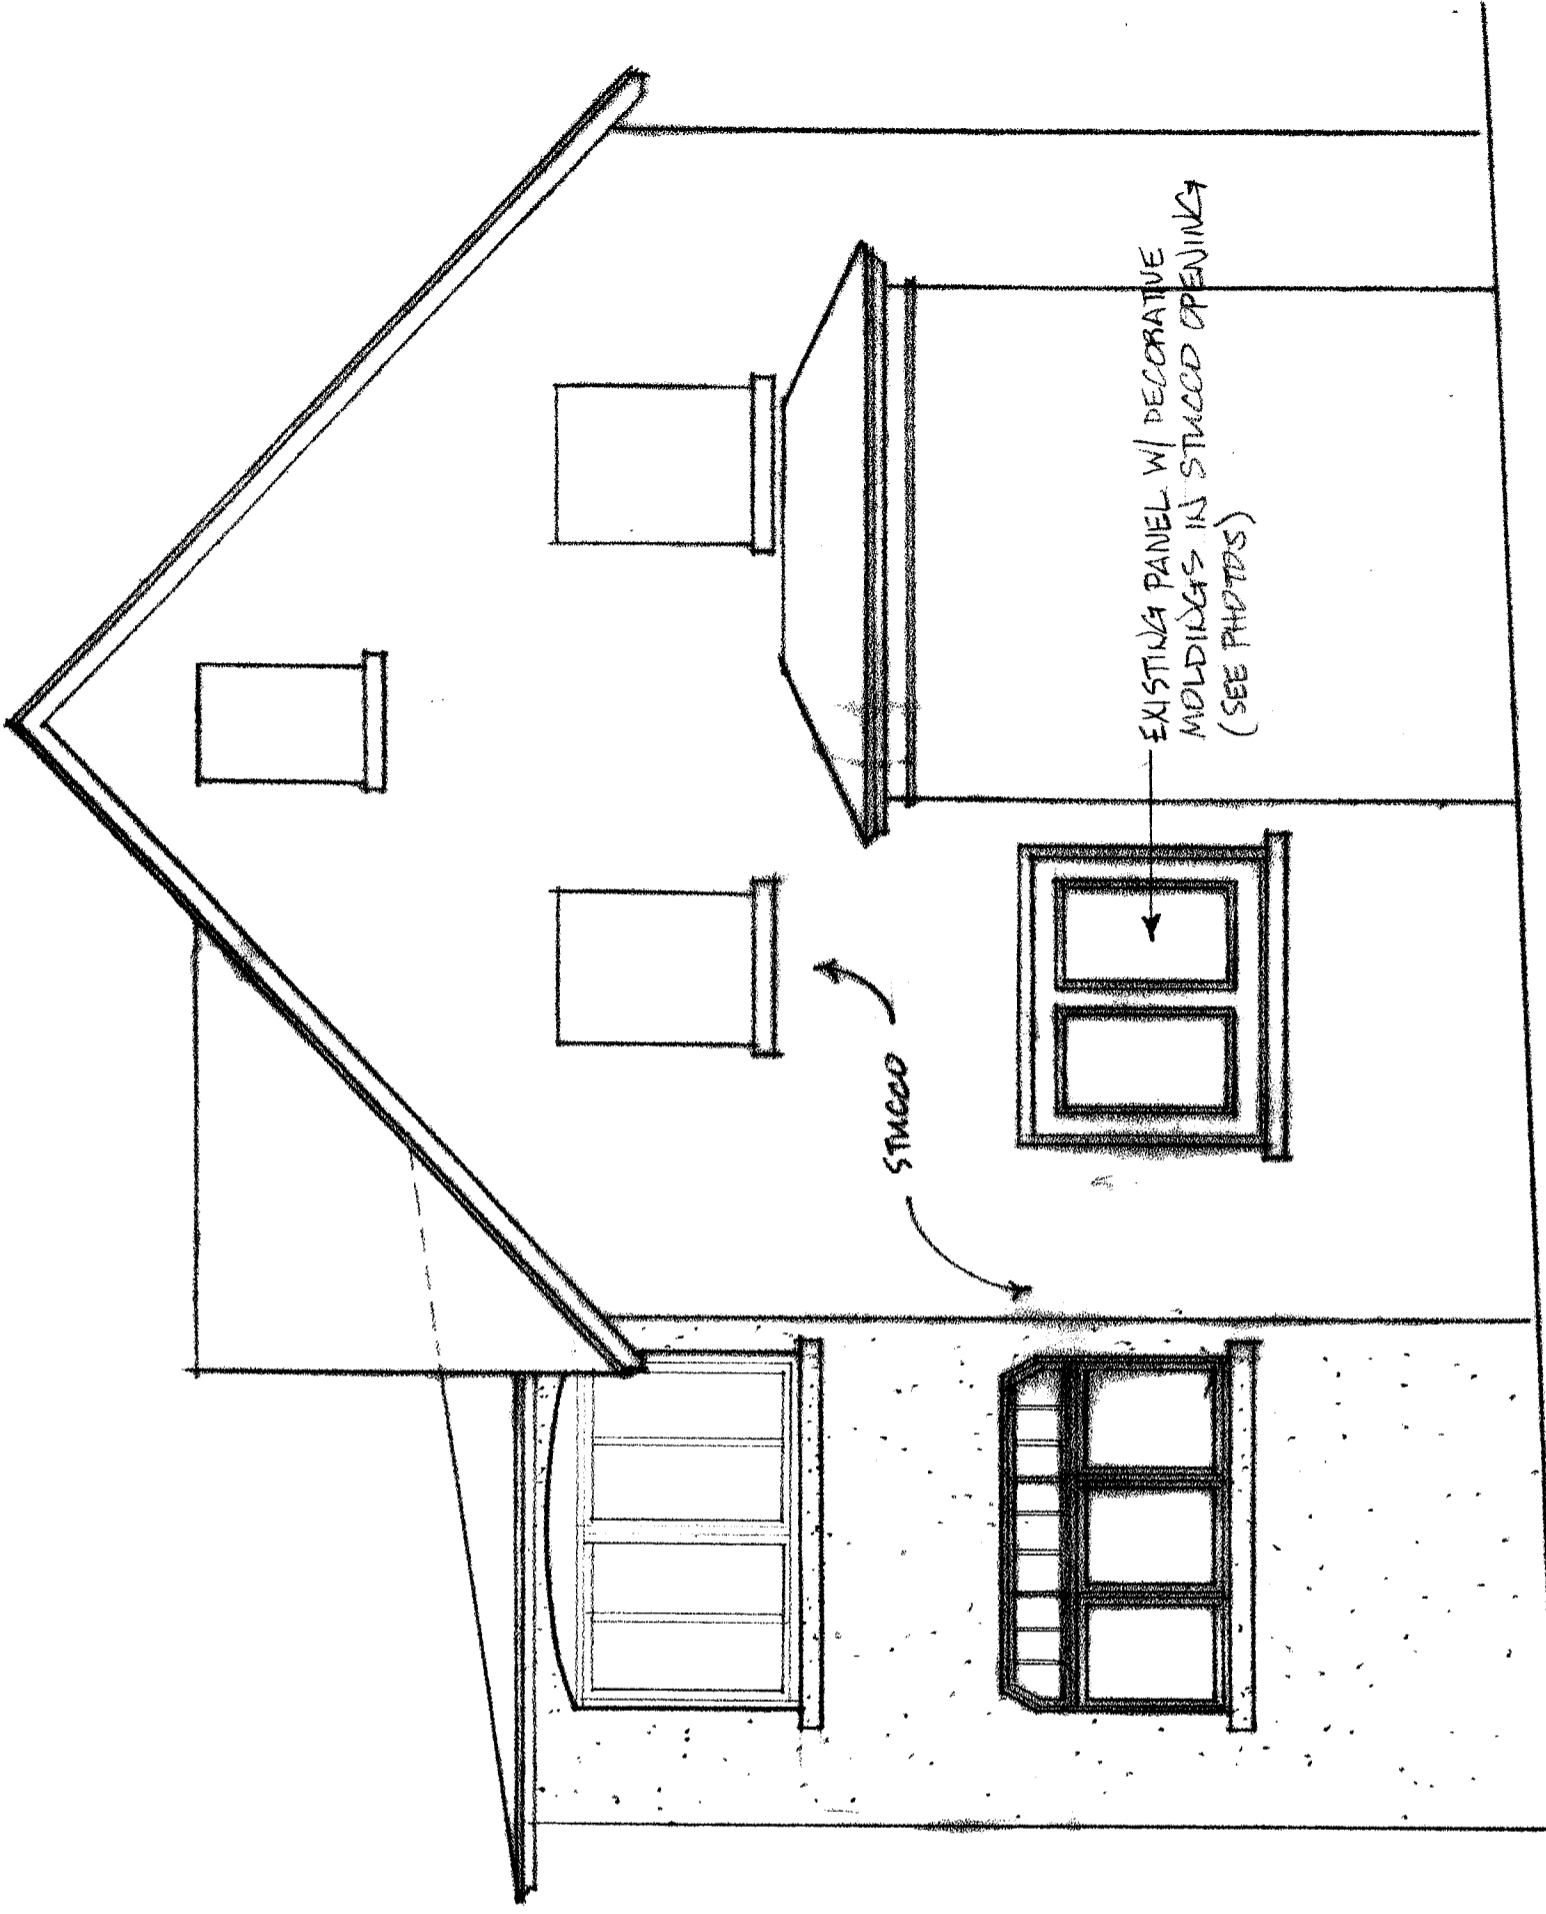 EXISTING PANEL W/ DECORATIVE
MOLDINGS IN STUCCO OPENING
(SEE PHOTOS)
STUCCO